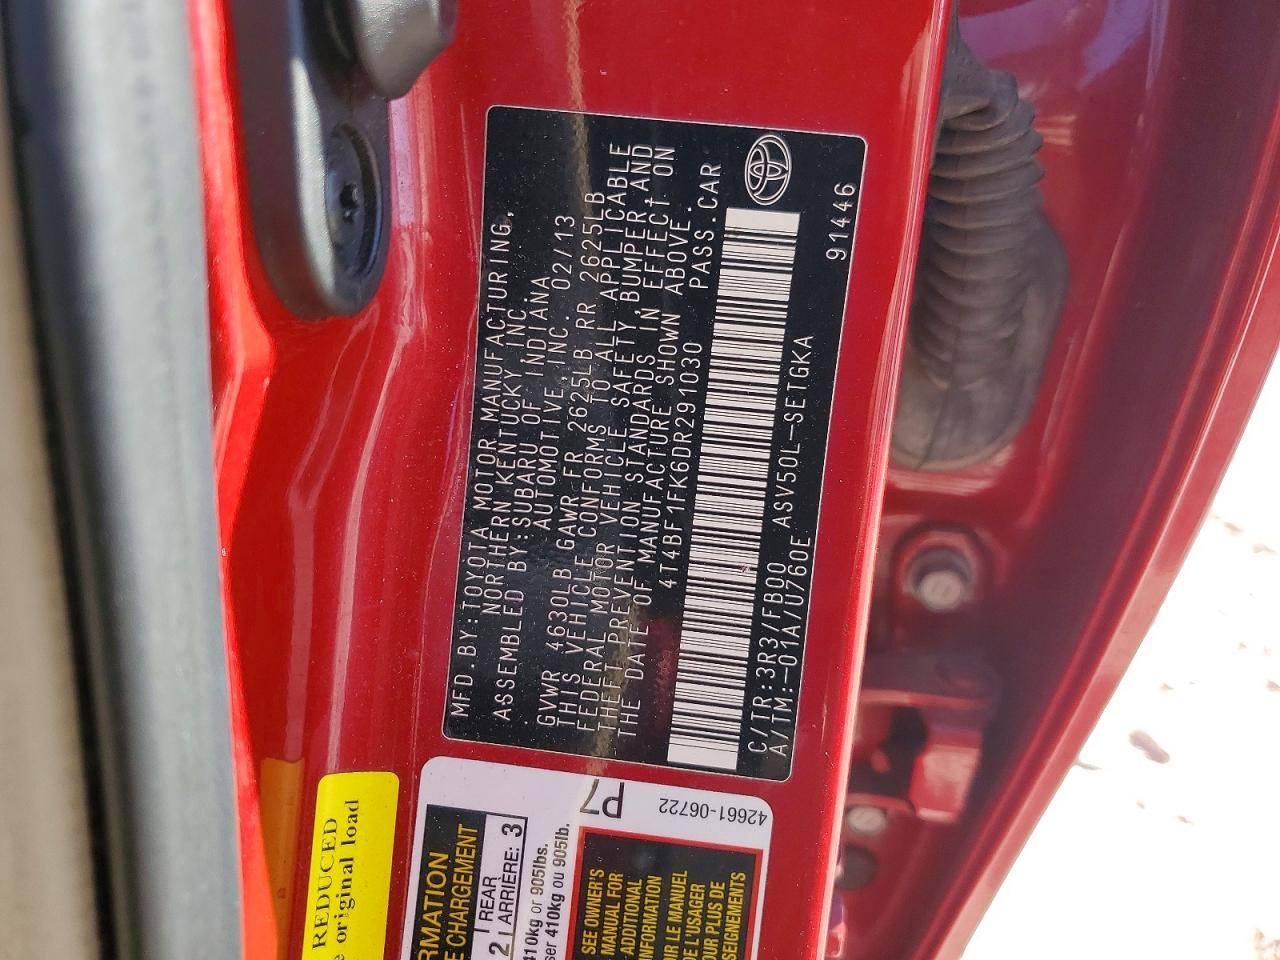 MFD.BY:TOYOTA MOTOR MANUFACTURING,
NORTHERN KENTUCKY, INC.
ASSEMBLED BY:SUBARU OF INDIANA
AUTOMOTIVE, INC. 02/13
GVWR 4630LB GAWR FR 2625LB RR 2625LB
THIS VEHICLE CONFORMS TO ALL APPLICABLE
FEDERAL MOTOR VEHICLE SAFETY, BUMPER, AND
THEFT PREVENTION STANDARDS IN EFFECT ON
THE DATE OF MANUFACTURE SHOWN ABOVE.
4T4BF1FK6DR291030 PASS.CAR
C/TR:3R3/FB00 ASV50L-SETGKA
A/TM:-01A/U760E
91446
REDUCED
original load
RMATION
E CHARGEMENT
2 REAR
ARRIÈRE: 3
410kg or 905lbs.
ser 410kg ou 905lb.
P7
42661-06722
SEE OWNER'S
MANUAL FOR
ADDITIONAL
INFORMATION
IR LE MANUEL
DE L'USAGER
UR PLUS DE
SEIGNEMENTS